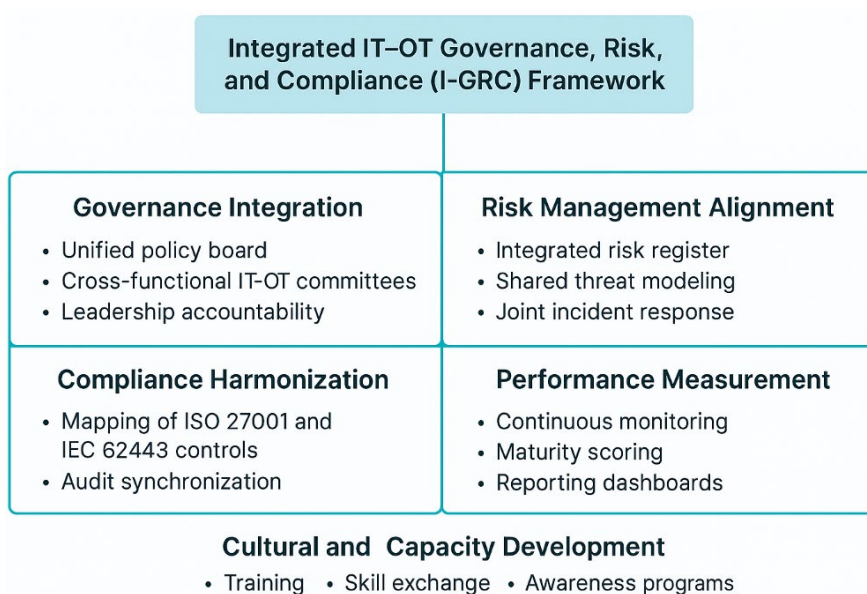 Integrated IT–OT Governance, Risk,
and Compliance (I-GRC) Framework
Governance Integration
• Unified policy board
• Cross-functional IT-OT committees
• Leadership accountability
Risk Management Alignment
• Integrated risk register
• Shared threat modeling
• Joint incident response
Compliance Harmonization
• Mapping of ISO 27001 and
IEC 62443 controls
• Audit synchronization
Performance Measurement
• Continuous monitoring
• Maturity scoring
• Reporting dashboards
Cultural and Capacity Development
• Training • Skill exchange • Awareness programs